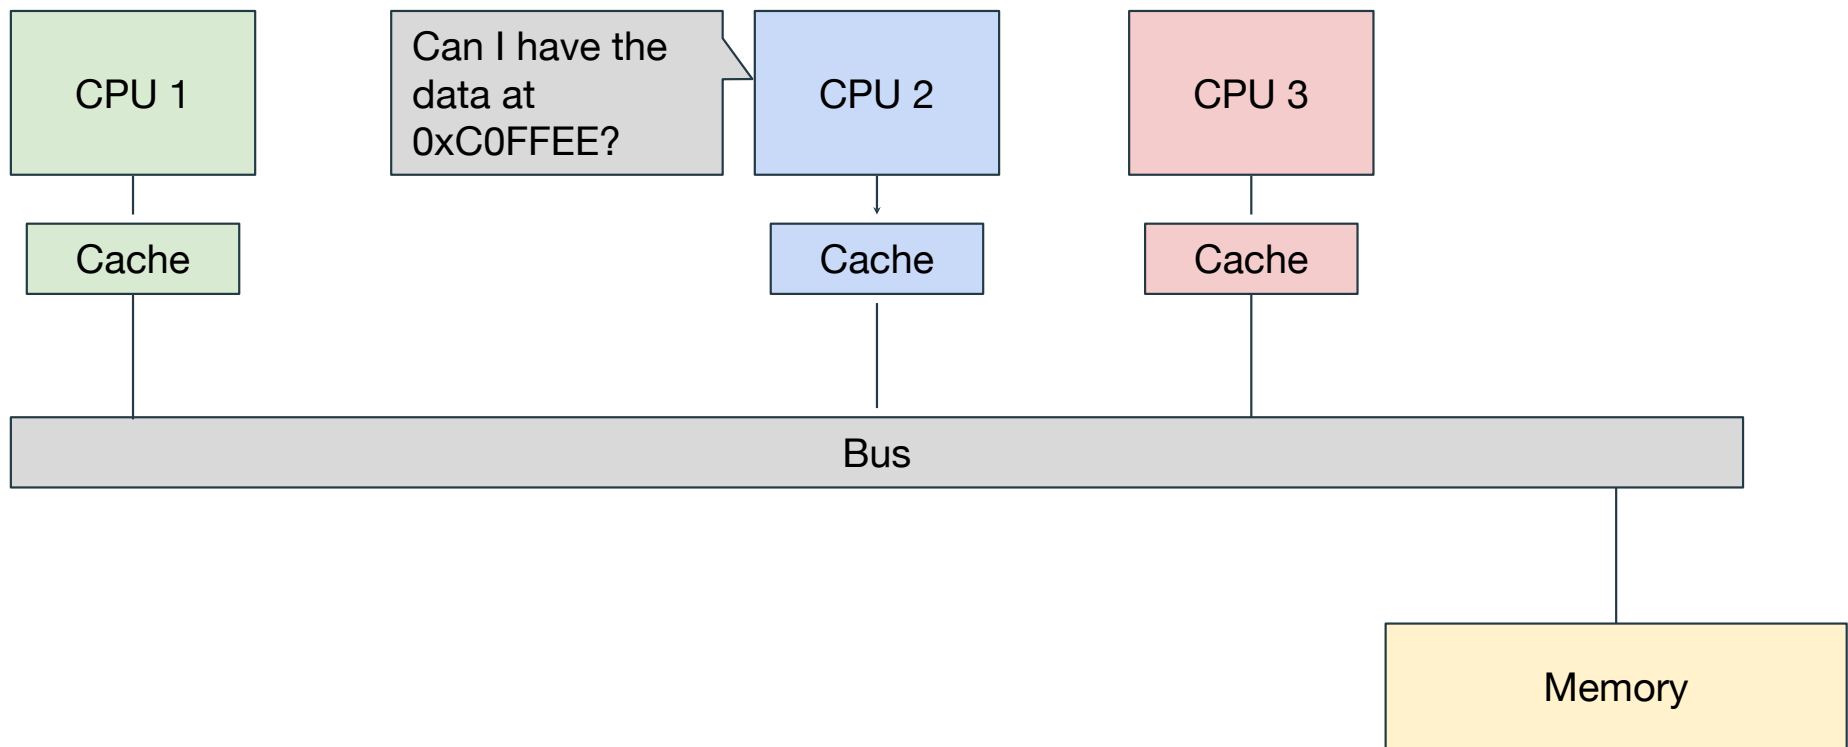 CPU 1
Can I have the
data at
0xC0FFEE?
CPU 2
CPU 3
Cache
Cache
Cache
Bus
Memory